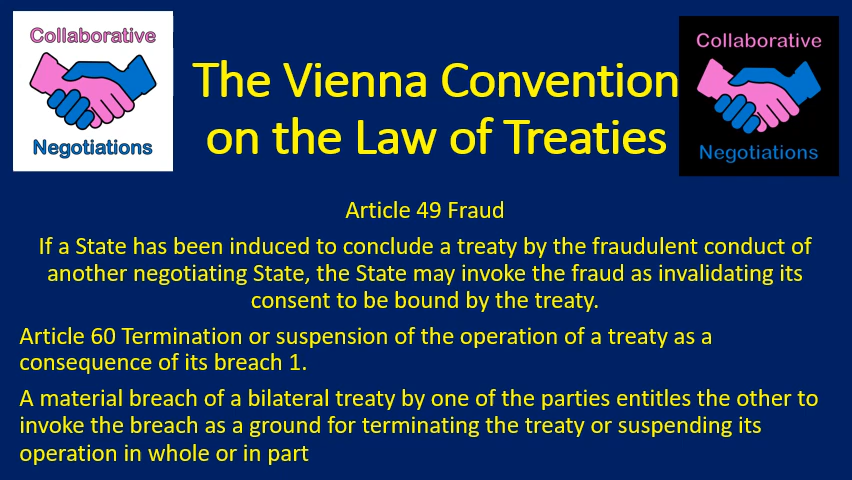 Collaborative
Negotiations
The Vienna Convention
on the Law of Treaties
Collaborative
Negotiations
Article 49 Fraud
If a State has been induced to conclude a treaty by the fraudulent conduct of
another negotiating State, the State may invoke the fraud as invalidating its
consent to be bound by the treaty.
Article 60 Termination or suspension of the operation of a treaty as a
consequence of its breach 1.
A material breach of a bilateral treaty by one of the parties entitles the other to
invoke the breach as a ground for terminating the treaty or suspending its
operation in whole or in part